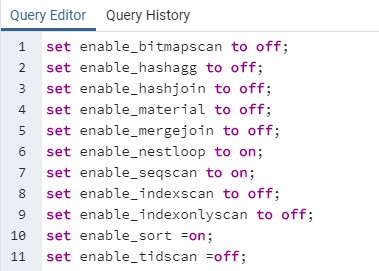 Query Editor Query History
1 set enable_bitmapscan to off;
2 set enable_hashagg to off;
3 set enable_hashjoin to off;
4 set enable_material to off;
5 set enable_mergejoin to off;
6 set enable_nestloop to on;
7 set enable_seqscan to on;
8 set enable_indexscan to off;
9 set enable_indexonlyscan to off;
10 set enable_sort =on;
11 set enable_tidscan =off;